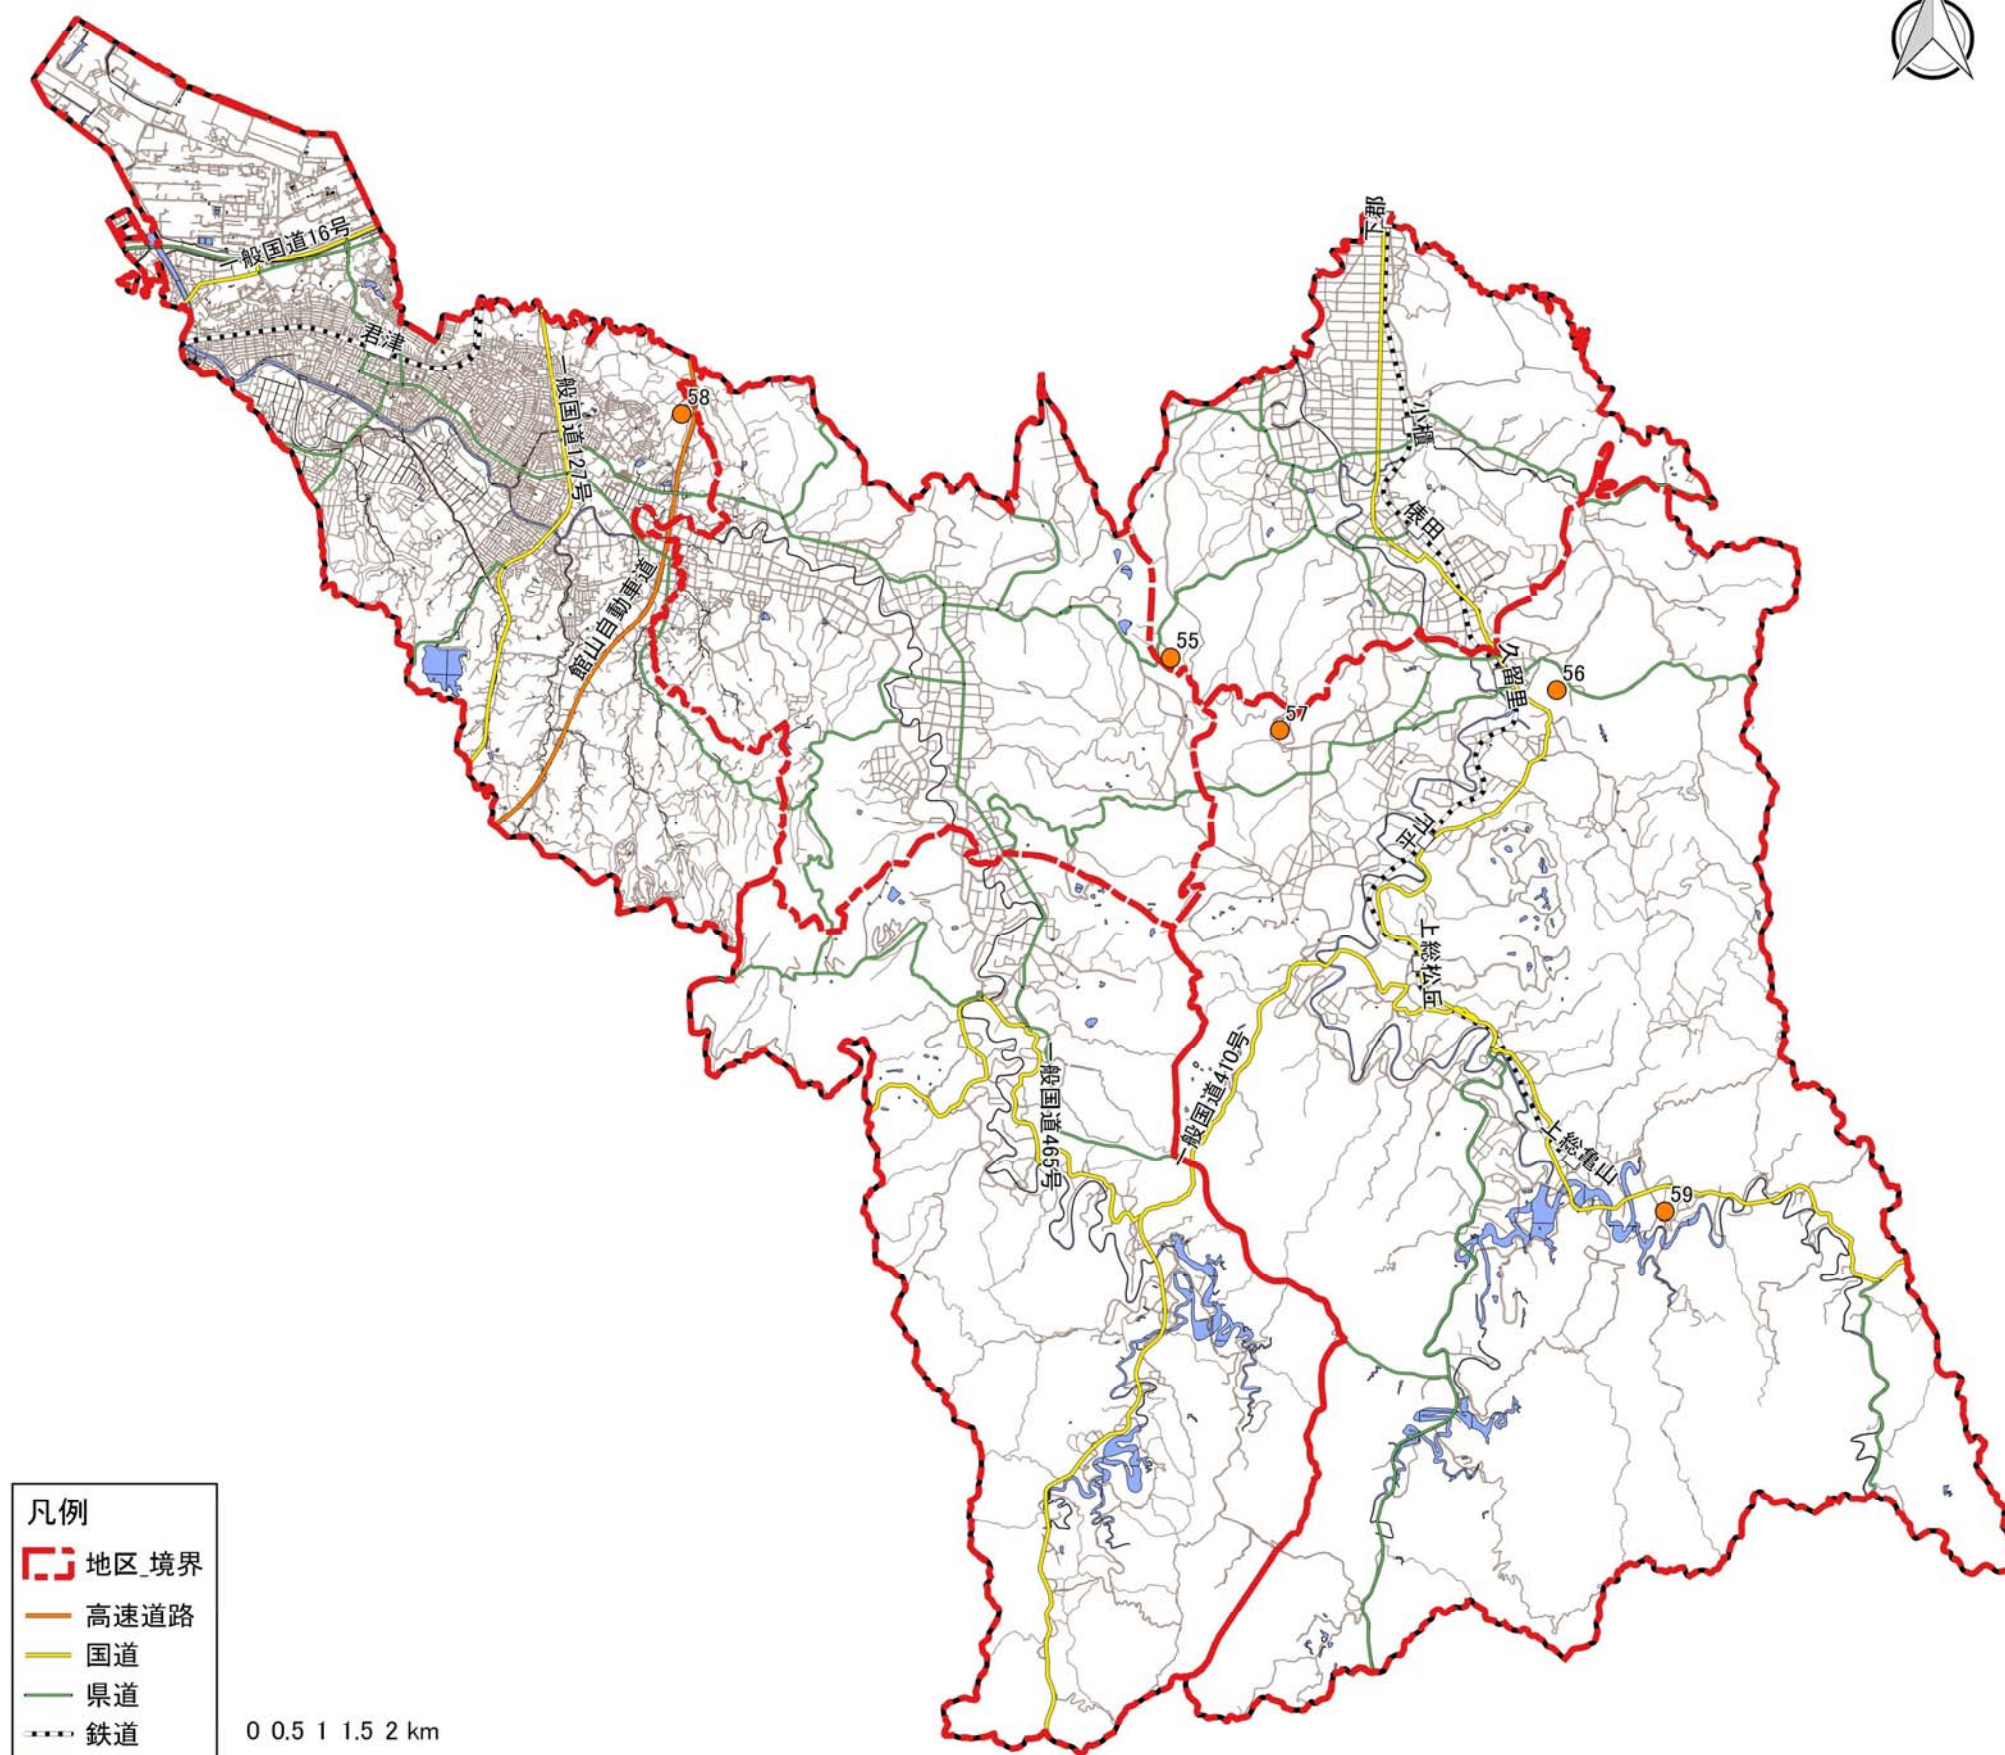 下郡
一般国道16号
君津
一般国道127号
58
小櫃
俵田
館山自動車道
55
久留里
56
57
平山
上総松丘
一般国道410号
一般国道465号
上総亀山
59
凡例
地区_境界
高速道路
国道
県道
鉄道
0 0.5 1 1.5 2 km